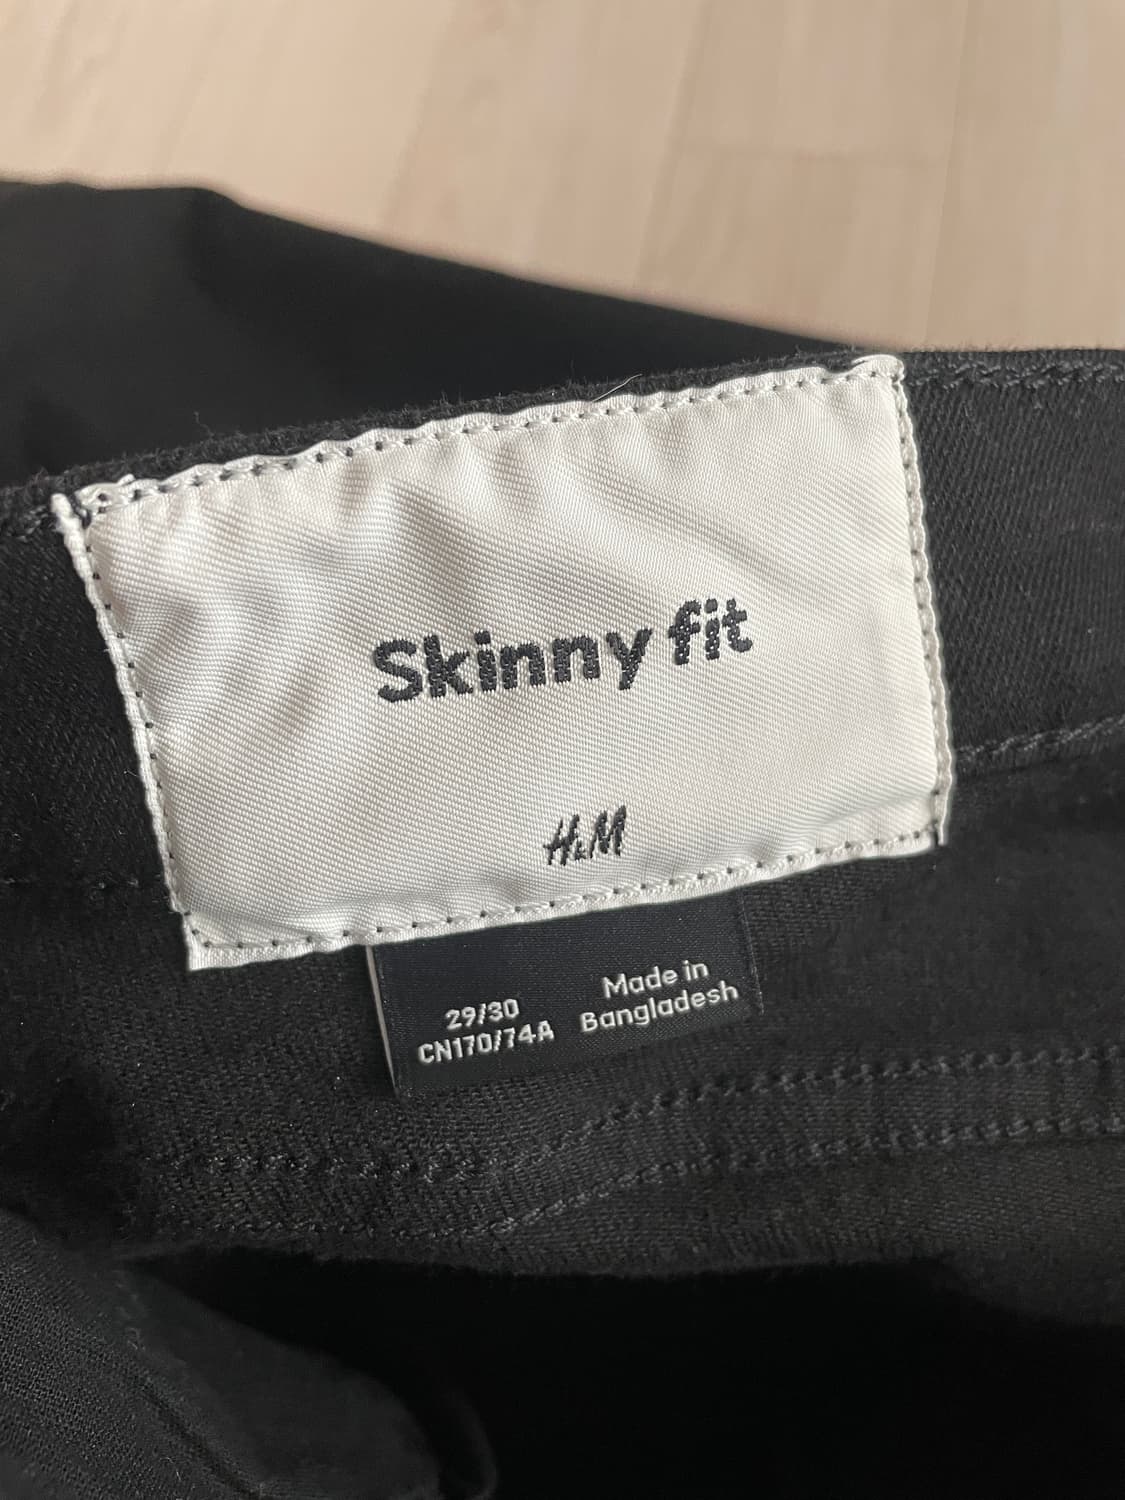 Skinny fit
H&M
29/30
CN170/74A
Made in
Bangladesh